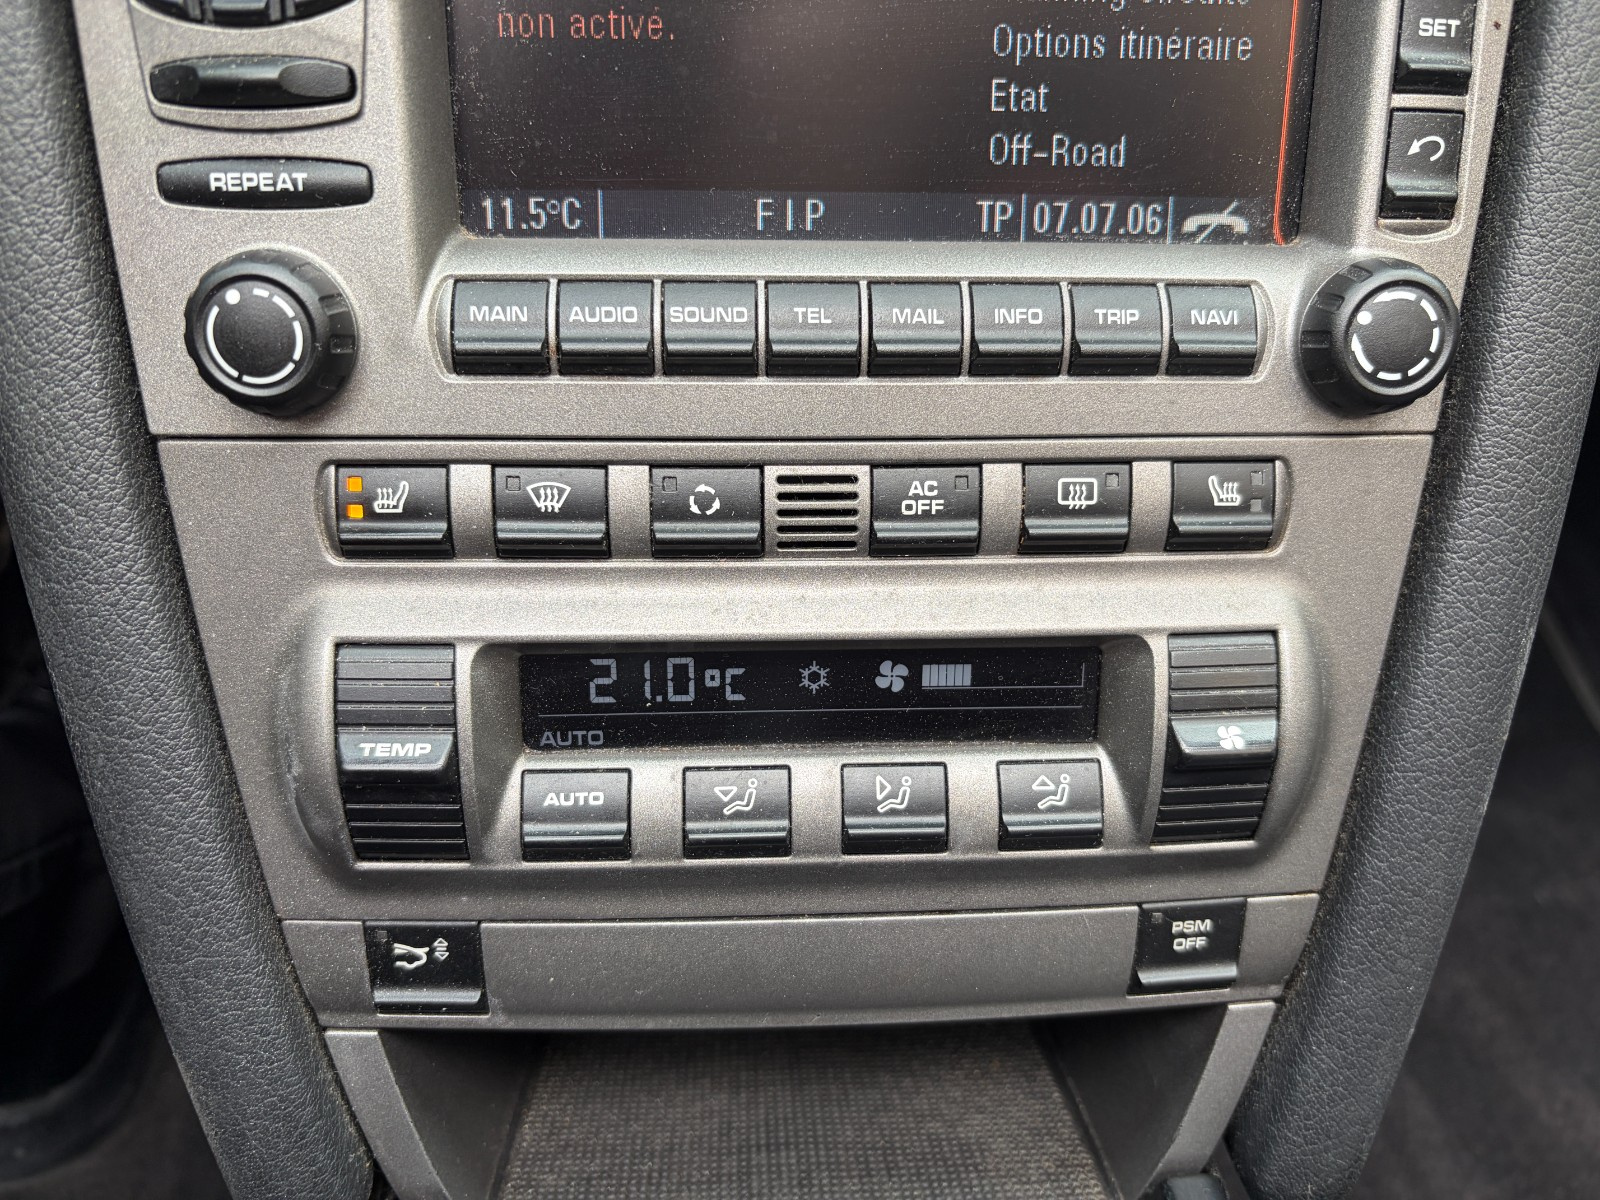 non activé.
Options itinéraire
Etat
Off-Road
11.5°C FIP TP 07.07.06
SET
REPEAT
MAIN AUDIO SOUND TEL MAIL INFO TRIP NAVI
AC
OFF
21.0°C
AUTO
TEMP
AUTO
PSM
OFF